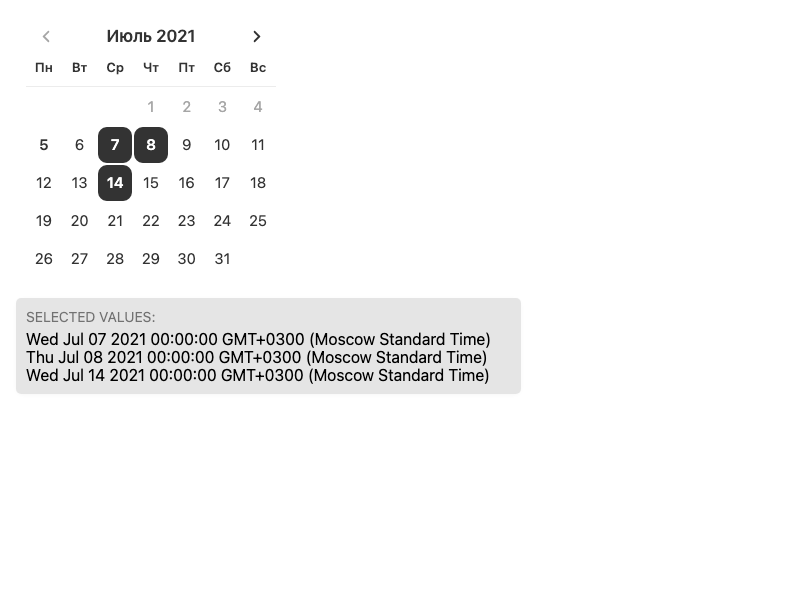 Июль 2021
Пн Вт Ср Чт Пт Сб Вс
1 2 3 4
5 6 7 8 9 10 11
12 13 14 15 16 17 18
19 20 21 22 23 24 25
26 27 28 29 30 31
SELECTED VALUES:
Wed Jul 07 2021 00:00:00 GMT+0300 (Moscow Standard Time)
Thu Jul 08 2021 00:00:00 GMT+0300 (Moscow Standard Time)
Wed Jul 14 2021 00:00:00 GMT+0300 (Moscow Standard Time)